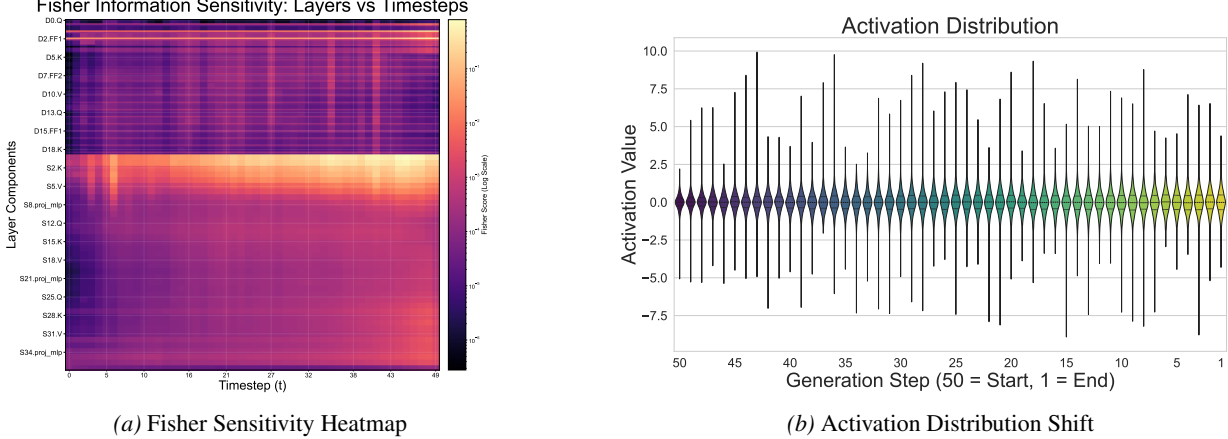 Fisher Information Sensitivity: Layers vs Timesteps
Layer Components
D0.Q
D2.FF1
D5.K
D7.FF2
D10.V
D13.Q
D15.FF1
D18.K
S2.K
S5.V
S8.proj_mlp
S12.Q
S15.K
S18.V
S21.proj_mlp
S25.Q
S28.K
S31.V
S34.proj_mlp
0 5 10 16 21 27 32 38 43 49
Timestep (t)
Fisher Score (Log Scale)
(a) Fisher Sensitivity Heatmap
Activation Distribution
Activation Value
10.0
7.5
5.0
2.5
0.0
−2.5
−5.0
−7.5
50 45 40 35 30 25 20 15 10 5 1
Generation Step (50 = Start, 1 = End)
(b) Activation Distribution Shift